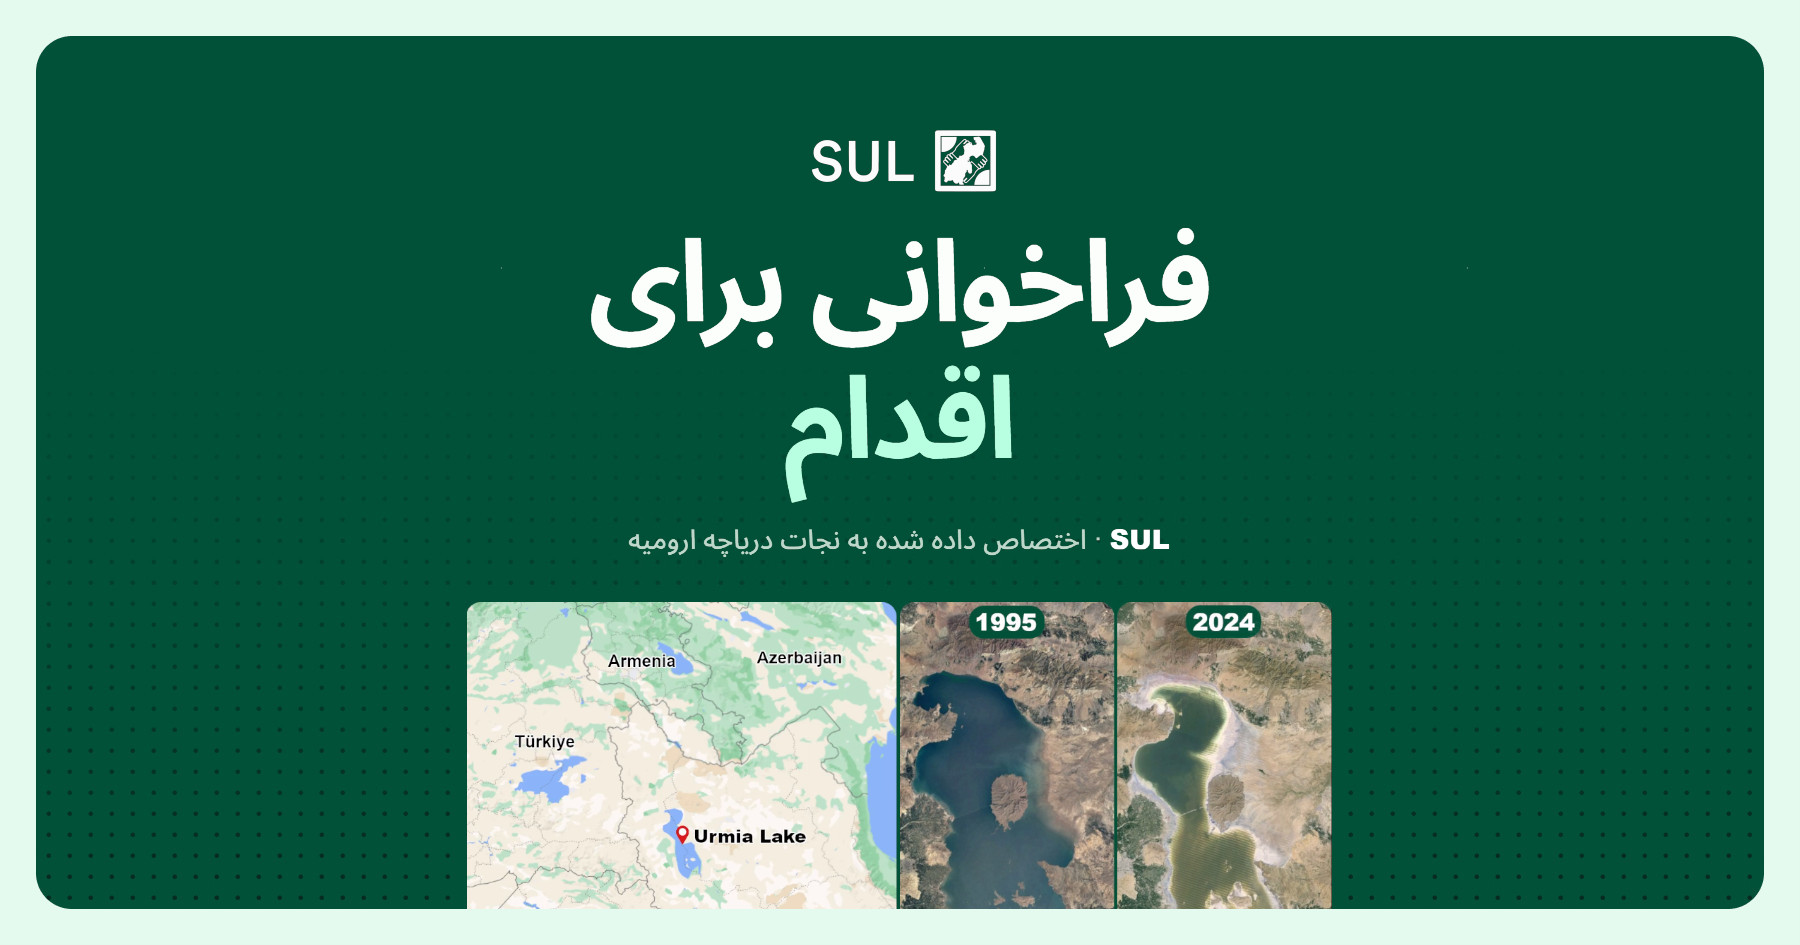 SUL
فراخوانی برای
اقدام
SUL · اختصاص داده شده به نجات دریاچه ارومیه
Armenia
Azerbaijan
Türkiye
Urmia Lake
1995
2024